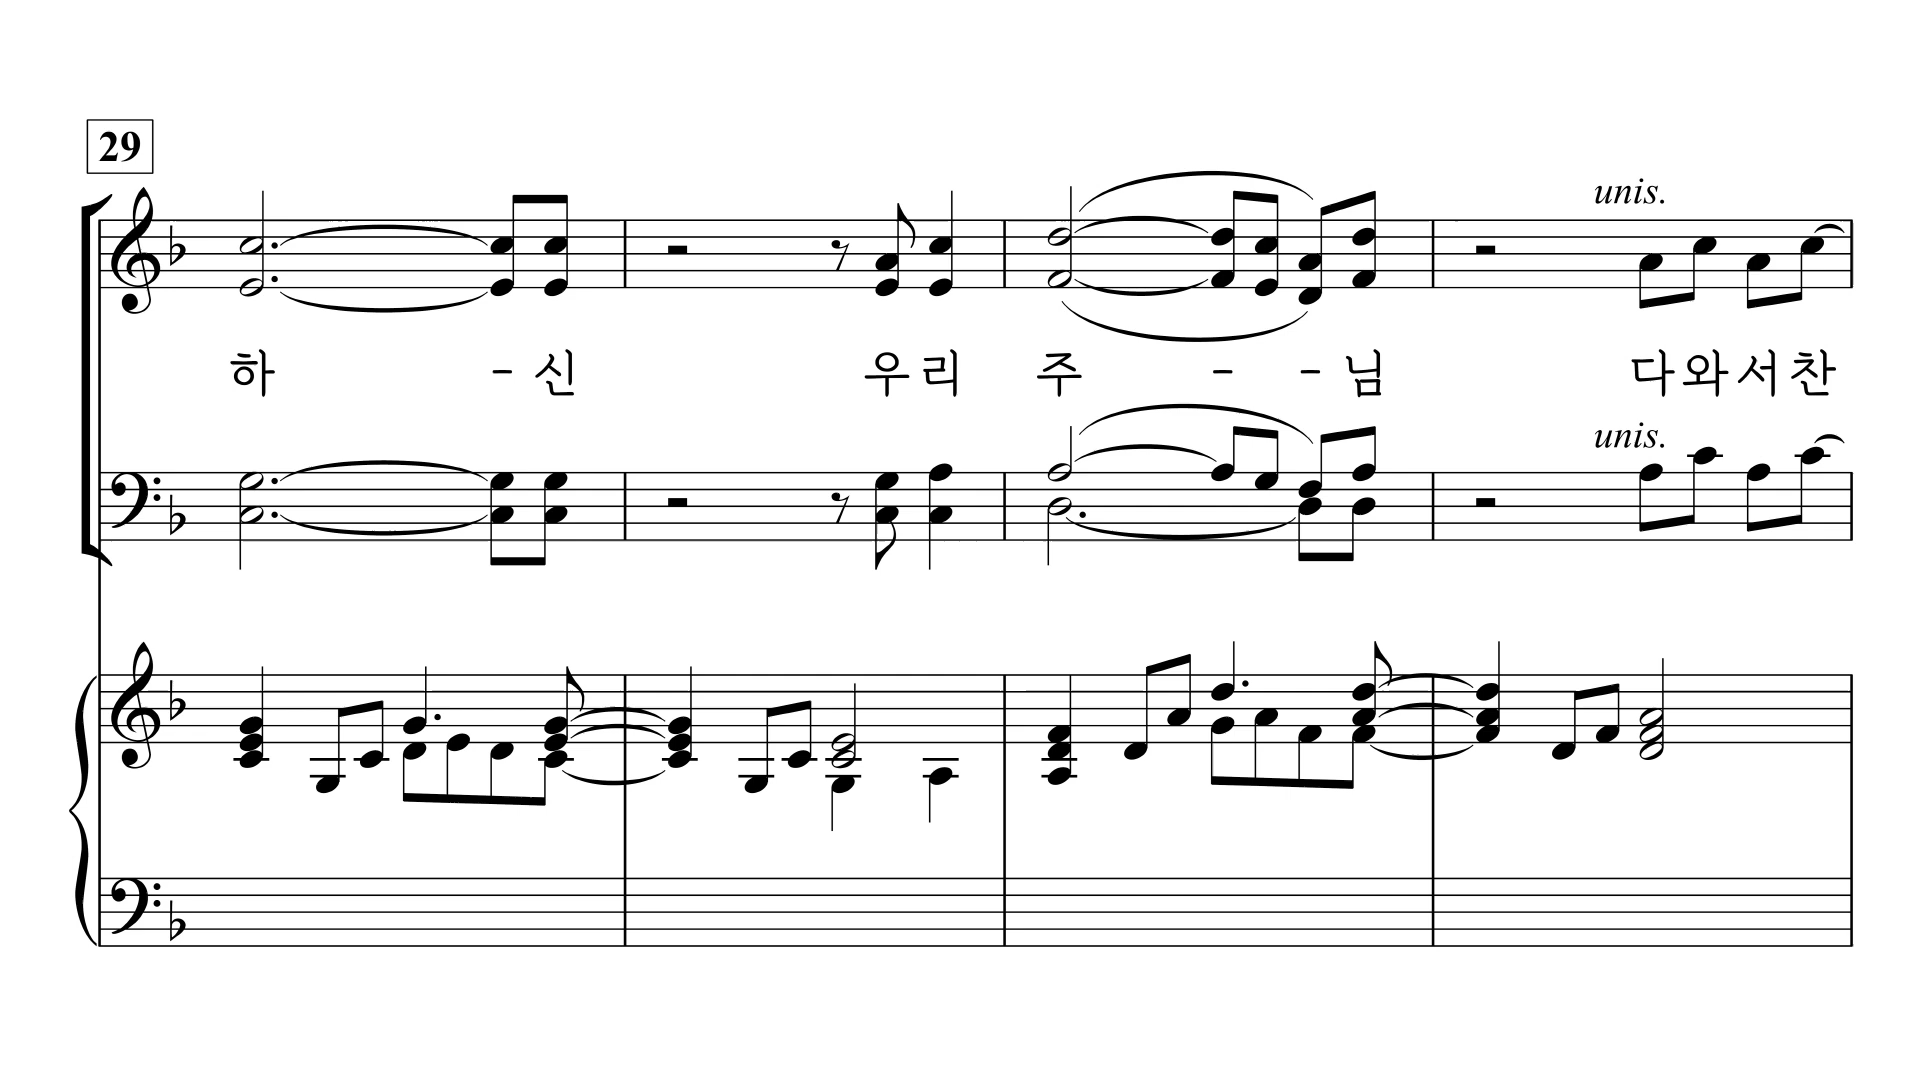 29
unis.
하 - 신 우 리 주 - - 님 다 와 서 찬
unis.